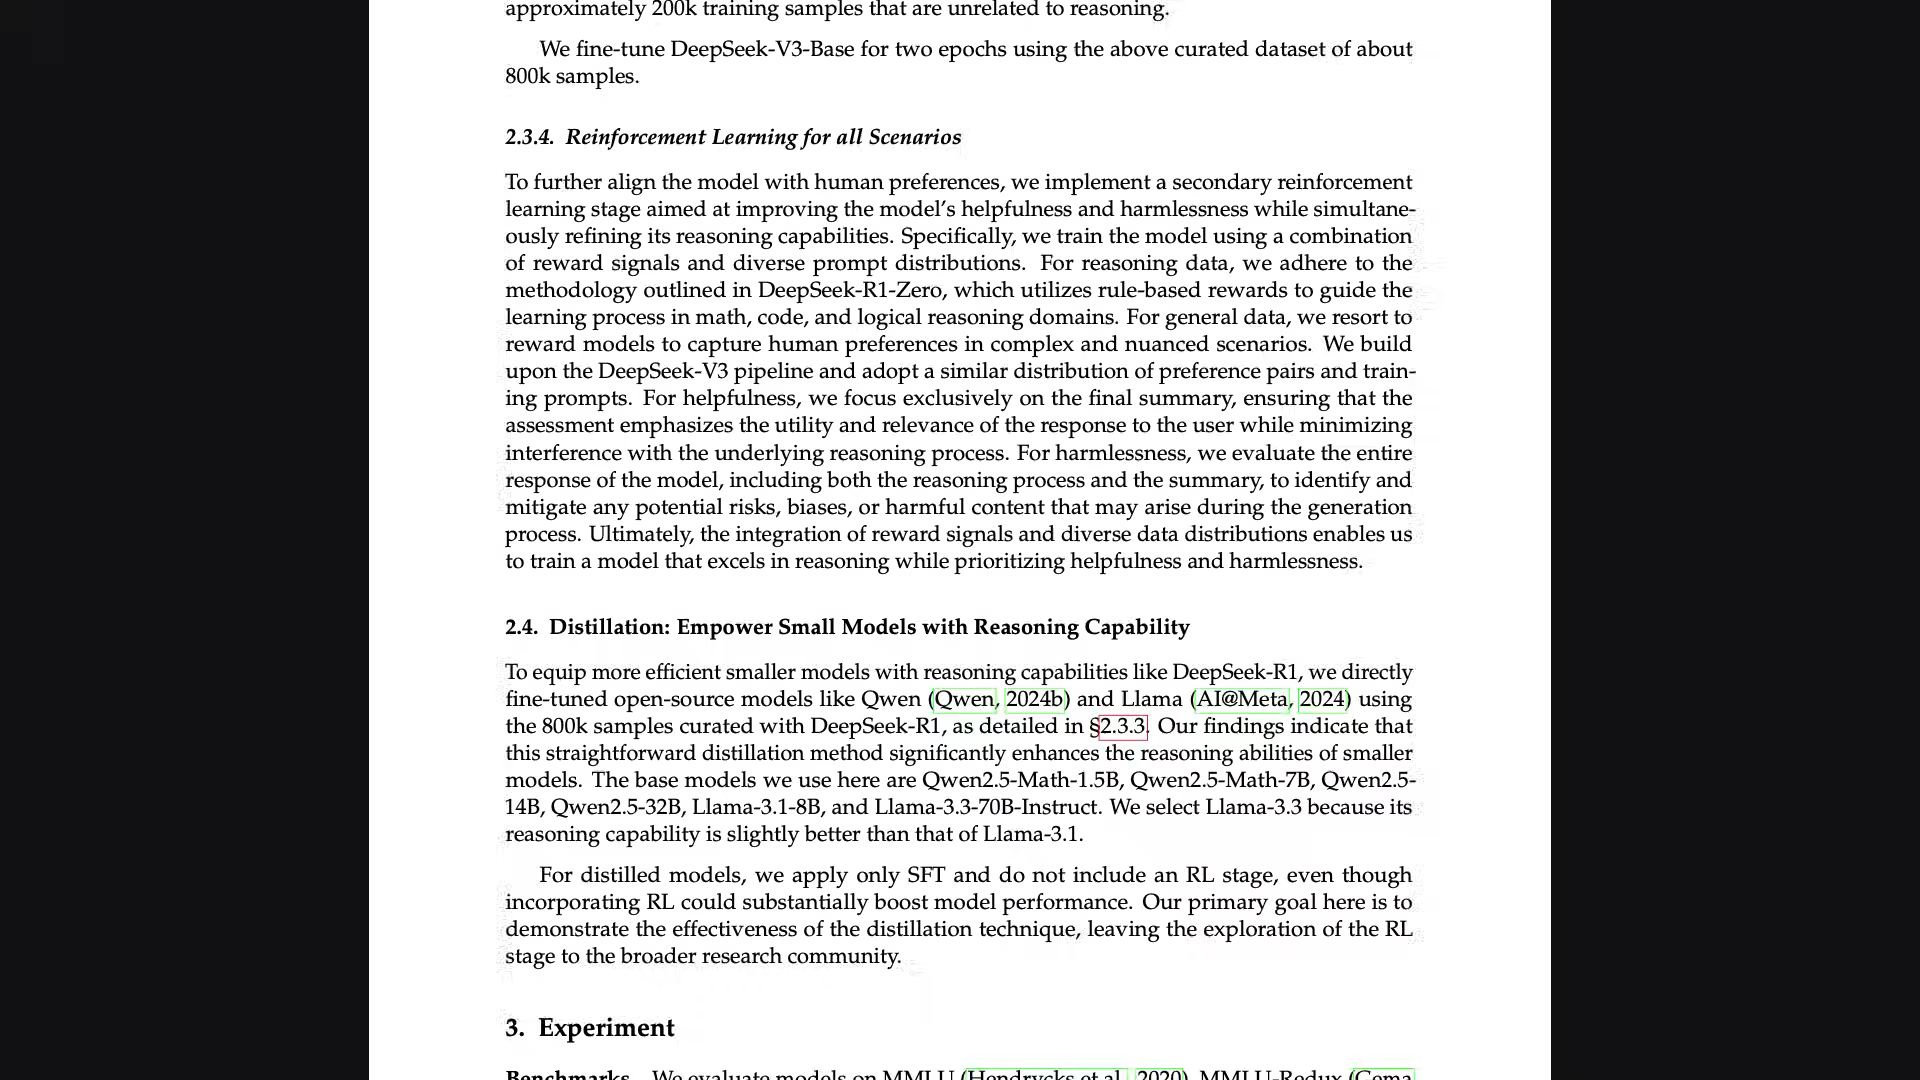 approximately 200k training samples that are unrelated to reasoning.
We fine-tune DeepSeek-V3-Base for two epochs using the above curated dataset of about
800k samples.
2.3.4. Reinforcement Learning for all Scenarios
To further align the model with human preferences, we implement a secondary reinforcement
learning stage aimed at improving the model's helpfulness and harmlessness while simultane-
ously refining its reasoning capabilities. Specifically, we train the model using a combination
of reward signals and diverse prompt distributions. For reasoning data, we adhere to the
methodology outlined in DeepSeek-R1-Zero, which utilizes rule-based rewards to guide the
learning process in math, code, and logical reasoning domains. For general data, we resort to
reward models to capture human preferences in complex and nuanced scenarios. We build
upon the DeepSeek-V3 pipeline and adopt a similar distribution of preference pairs and train-
ing prompts. For helpfulness, we focus exclusively on the final summary, ensuring that the
assessment emphasizes the utility and relevance of the response to the user while minimizing
interference with the underlying reasoning process. For harmlessness, we evaluate the entire
response of the model, including both the reasoning process and the summary, to identify and
mitigate any potential risks, biases, or harmful content that may arise during the generation
process. Ultimately, the integration of reward signals and diverse data distributions enables us
to train a model that excels in reasoning while prioritizing helpfulness and harmlessness.
2.4. Distillation: Empower Small Models with Reasoning Capability
To equip more efficient smaller models with reasoning capabilities like DeepSeek-R1, we directly
fine-tuned open-source models like Qwen (Qwen, 2024b) and Llama (AI@Meta, 2024) using
the 800k samples curated with DeepSeek-R1, as detailed in §2.3.3. Our findings indicate that
this straightforward distillation method significantly enhances the reasoning abilities of smaller
models. The base models we use here are Qwen2.5-Math-1.5B, Qwen2.5-Math-7B, Qwen2.5-
14B, Qwen2.5-32B, Llama-3.1-8B, and Llama-3.3-70B-Instruct. We select Llama-3.3 because its
reasoning capability is slightly better than that of Llama-3.1.
For distilled models, we apply only SFT and do not include an RL stage, even though
incorporating RL could substantially boost model performance. Our primary goal here is to
demonstrate the effectiveness of the distillation technique, leaving the exploration of the RL
stage to the broader research community.
3. Experiment
Benchmarks We evaluate models on MMLU (Hendrycks et al., 2020), MMLU-Redux (Gema